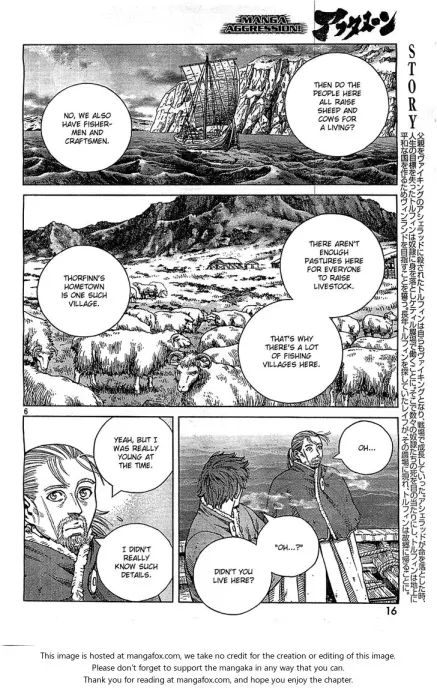 MANGA
AGGRESSION!
アフタヌーン
STORY
THEN DO THE
PEOPLE HERE
ALL RAISE
SHEEP AND
COWS FOR
A LIVING?
NO, WE ALSO
HAVE FISHER-
MEN AND
CRAFTSMEN.
THERE AREN'T
ENOUGH
PASTURES HERE
FOR EVERYONE
TO RAISE
LIVESTOCK.
THAT'S WHY
THERE'S A LOT
OF FISHING
VILLAGES HERE.
THORFINN'S
HOMETOWN
IS ONE SUCH
VILLAGE.
6
OH...
"OH...?"
DIDN'T YOU
LIVE HERE?
YEAH, BUT I
WAS REALLY
YOUNG AT
THE TIME.
I DIDN'T
REALLY
KNOW SUCH
DETAILS.
16
This image is hosted at mangafox.com, we take no credit for the creation or editing of this image.
Please don't forget to support the mangaka in any way that you can.
Thank you for reading at mangafox.com, and hope you enjoy the chapter.